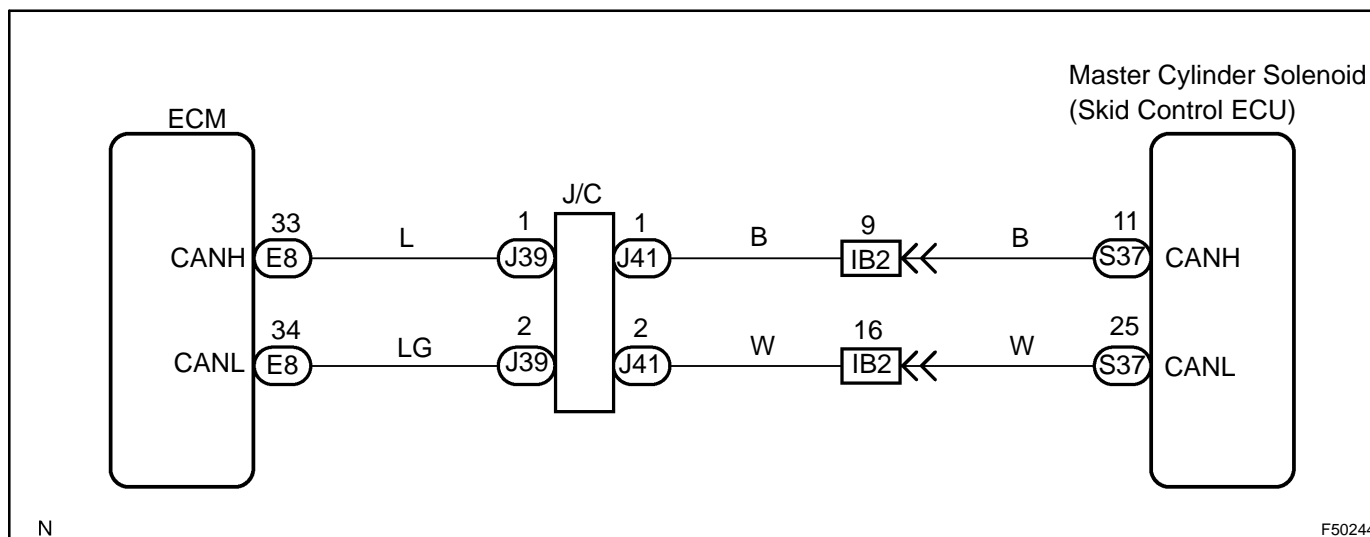 Master Cylinder Solenoid
(Skid Control ECU)
ECM
J/C
33 1 1 9 11
L B B
CANH E8 J39 J41 IB2 S37 CANH
34 2 2 16 25
LG W W
CANL E8 J39 J41 IB2 S37 CANL
N F50244